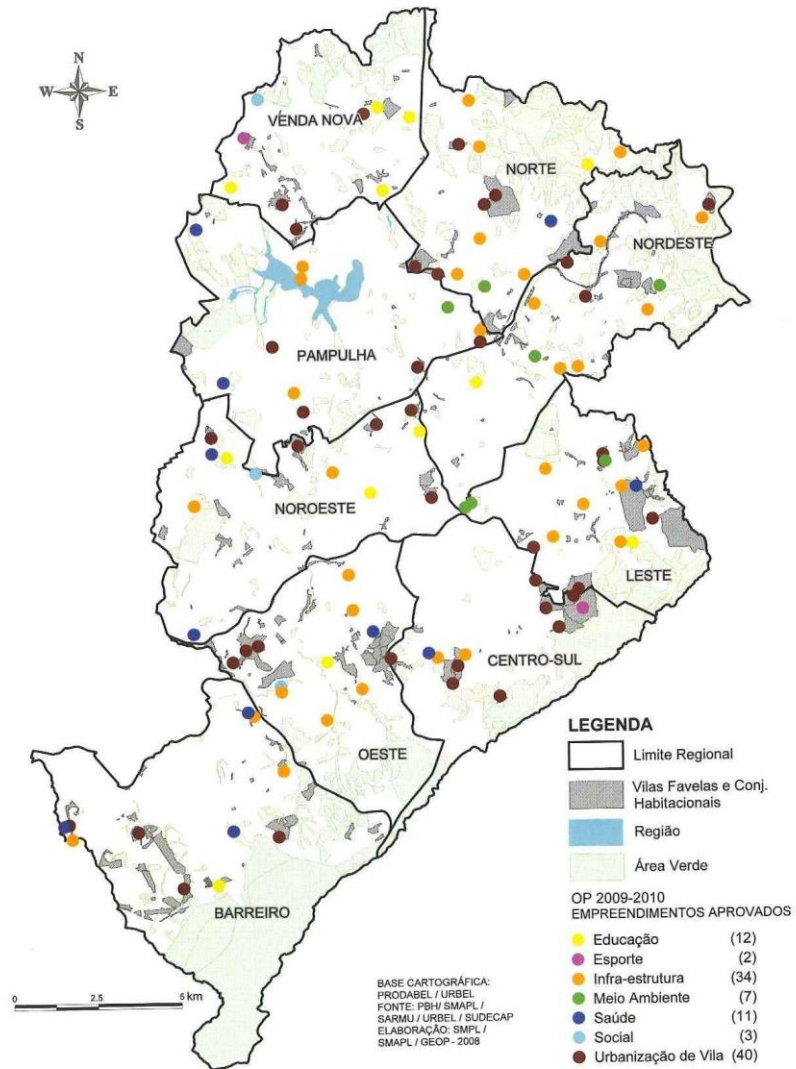 N
W E
S
VENDA NOVA
NORTE
NORDESTE
PAMPULHA
NOROESTE
LESTE
CENTRO-SUL
OESTE
BARREIRO
LEGENDA
Limite Regional
Vilas Favelas e Conj.
Habitacionais
Região
Área Verde
OP 2009-2010
EMPREENDIMENTOS APROVADOS
Educação (12)
Esporte (2)
Infra-estrutura (34)
Meio Ambiente (7)
Saúde (11)
Social (3)
Urbanização de Vila (40)
0 2.5 5 km
BASE CARTOGRÁFICA:
PRODABEL / URBEL
FONTE: PBH/ SMAPL /
SARMU / URBEL / SUDECAP
ELABORAÇÃO: SMPL /
SMAPL / GEOP - 2008